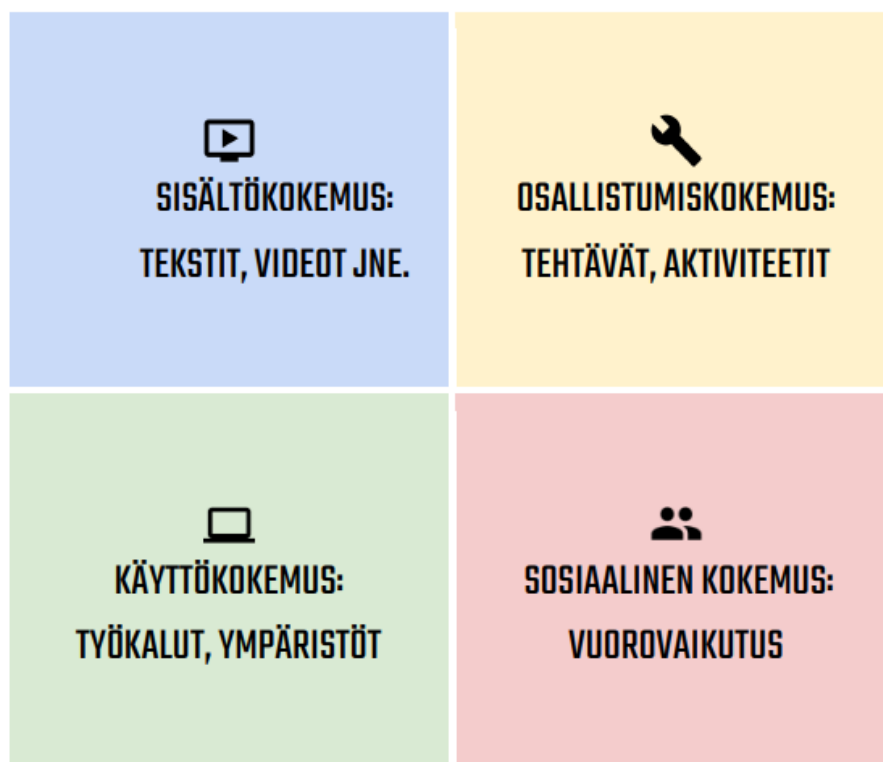 SISÄLTÖKOKEMUS:
TEKSTIT, VIDEOT JNE.
OSALLISTUMISKOKEMUS:
TEHTÄVÄT, AKTIVITEETIT
KÄYTTÖKOKEMUS:
TYÖKALUT, YMPÄRISTÖT
SOSIAALINEN KOKEMUS:
VUOROVAIKUTUS